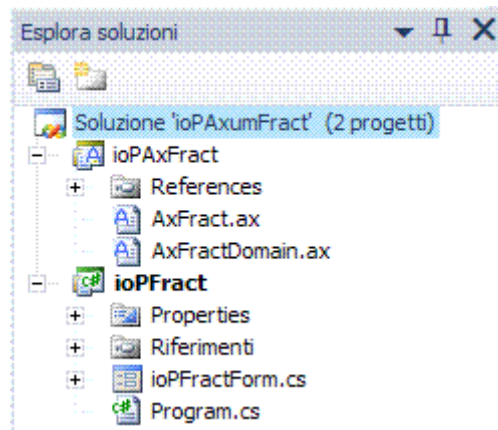 Esplora soluzioni
Soluzione 'ioPAxumFract' (2 progetti)
ioPAxFract
References
AxFract.ax
AxFractDomain.ax
ioPFract
Properties
Riferimenti
ioPFractForm.cs
Program.cs